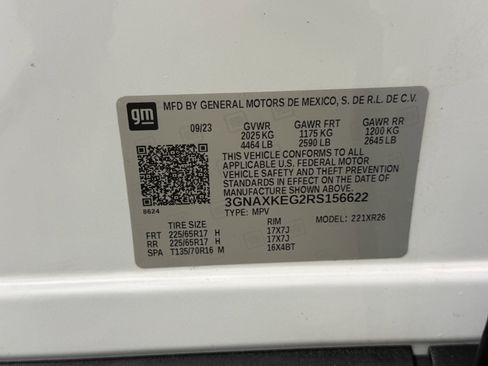 gm
MFD BY GENERAL MOTORS DE MEXICO, S. DE R.L. DE C.V.
09/23 GVWR GAWR FRT GAWR RR
2025 KG 1175 KG 1200 KG
4464 LB 2590 LB 2645 LB
THIS VEHICLE CONFORMS TO ALL
APPLICABLE U.S. FEDERAL MOTOR
VEHICLE SAFETY AND THEFT PREVENTION
STANDARDS IN EFFECT ON THE DATE OF
MANUFACTURE SHOWN ABOVE.
3GNAXKEG2RS156622
8624 TYPE: MPV 221XR26
TIRE SIZE RIM
FRT 225/65R17 H 17X7J
RR 225/65R17 H 17X7J
SPA T135/70R16 M 16X4BT